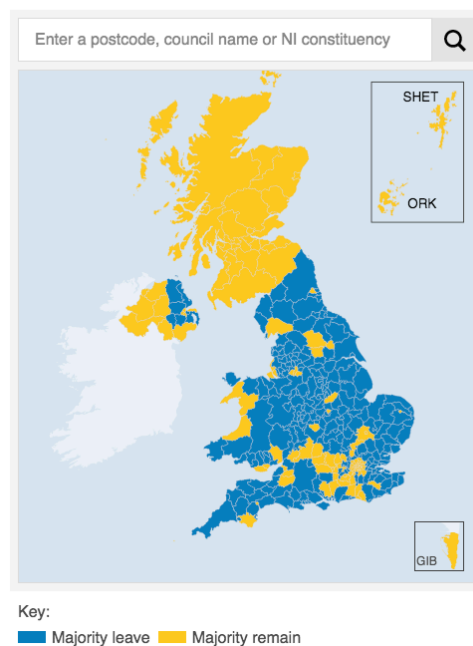 Enter a postcode, council name or NI constituency
SHET
ORK
GIB
Key:
Majority leave
Majority remain